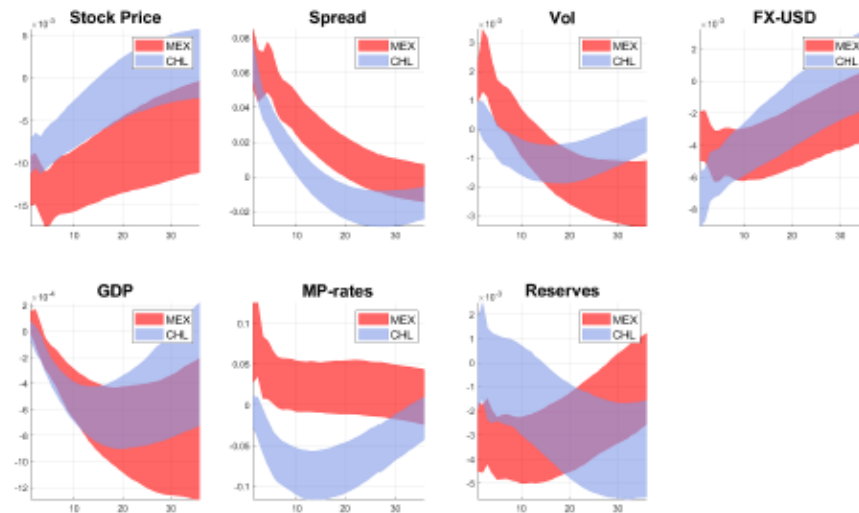 Stock Price
×10⁻³
MEX
CHL
5
0
-5
-10
-15
10 20 30
Spread
MEX
CHL
0.08
0.06
0.04
0.02
0
-0.02
10 20 30
Vol
×10⁻³
MEX
CHL
3
2
1
0
-1
-2
-3
10 20 30
FX-USD
×10⁻³
MEX
CHL
2
0
-2
-4
-6
-8
10 20 30
GDP
×10⁻⁴
MEX
CHL
2
0
-2
-4
-6
-8
-10
-12
10 20 30
MP-rates
MEX
CHL
0.1
0.05
0
-0.05
-0.1
10 20 30
Reserves
×10⁻³
MEX
CHL
2
1
0
-1
-2
-3
-4
-5
10 20 30